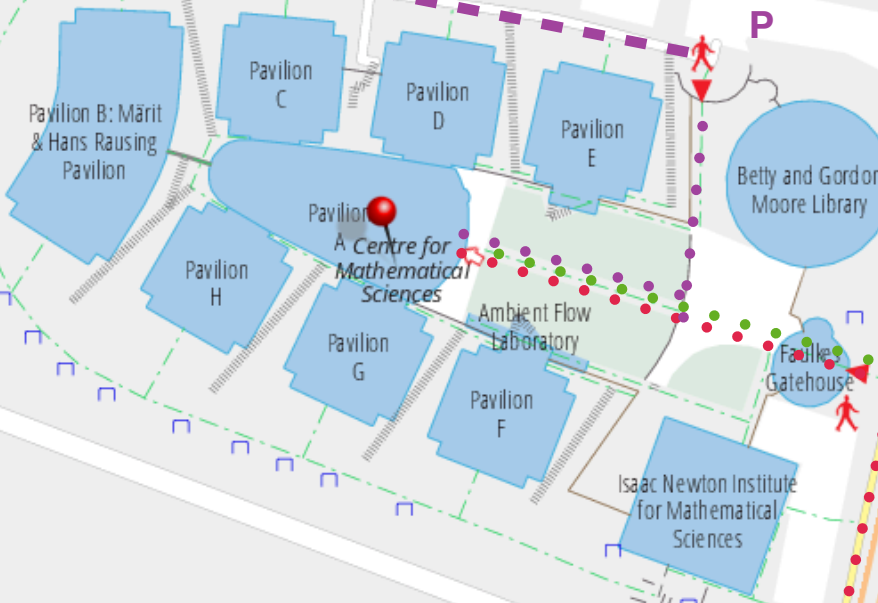 P
Pavilion
C
Pavilion
D
Pavilion B: Märit
& Hans Rausing
Pavilion
Pavilion
E
Betty and Gordon
Moore Library
Pavilion
A
Centre for
Mathematical
Sciences
Pavilion
H
Ambient Flow
Laboratory
Pavilion
G
Faulkes
Gatehouse
Pavilion
F
Isaac Newton Institute
for Mathematical
Sciences